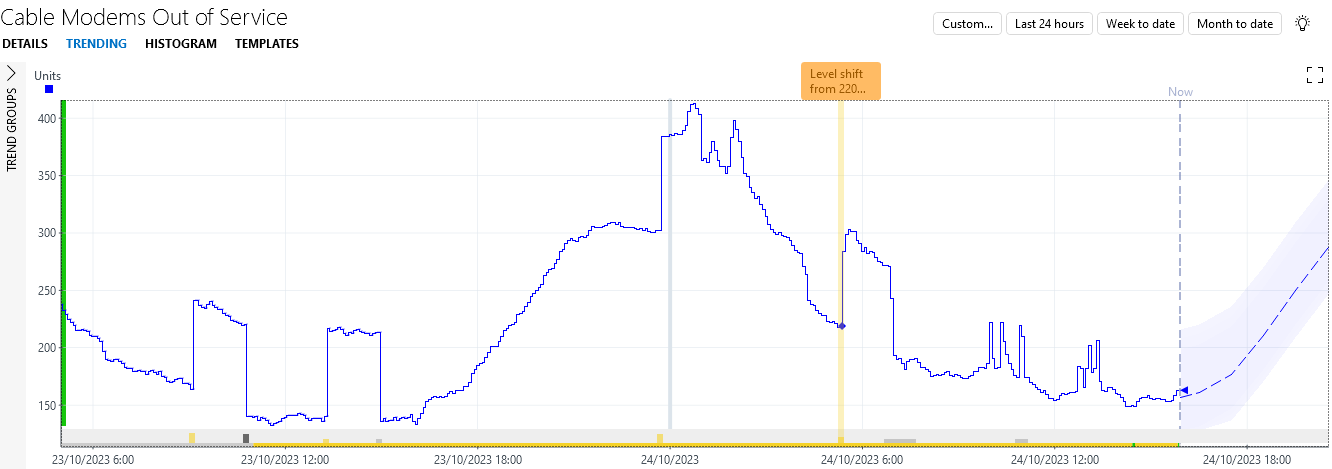 Cable Modems Out of Service
Custom...
Last 24 hours
Week to date
Month to date
DETAILS
TRENDING
HISTOGRAM
TEMPLATES
TREND GROUPS
Units
Level shift
from 220...
Now
400
350
300
250
200
150
23/10/2023 6:00
23/10/2023 12:00
23/10/2023 18:00
24/10/2023
24/10/2023 6:00
24/10/2023 12:00
24/10/2023 18:00